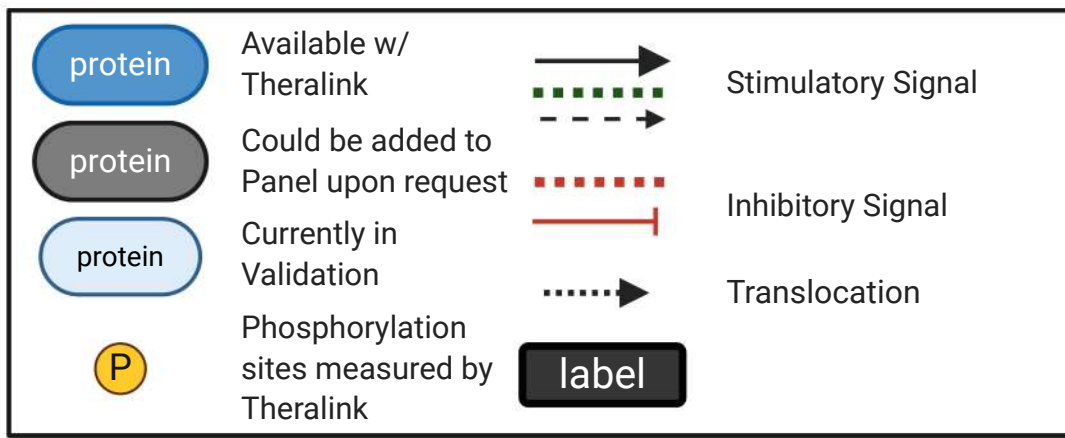 protein
Available w/
Theralink
protein
Could be added to
Panel upon request
protein
Currently in
Validation
P
Phosphorylation
sites measured by
Theralink
Stimulatory Signal
Inhibitory Signal
Translocation
label